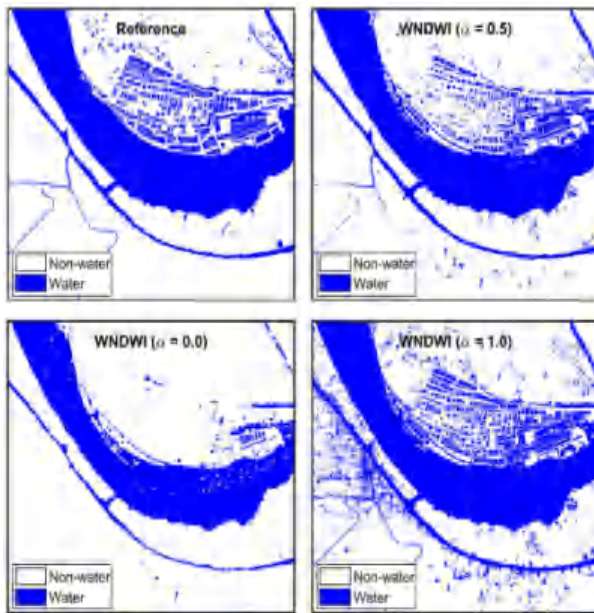 Reference
Non-water
Water
WNDWI (α = 0.5)
Non-water
Water
WNDWI (α = 0.0)
Non-water
Water
WNDWI (α = 1.0)
Non-water
Water